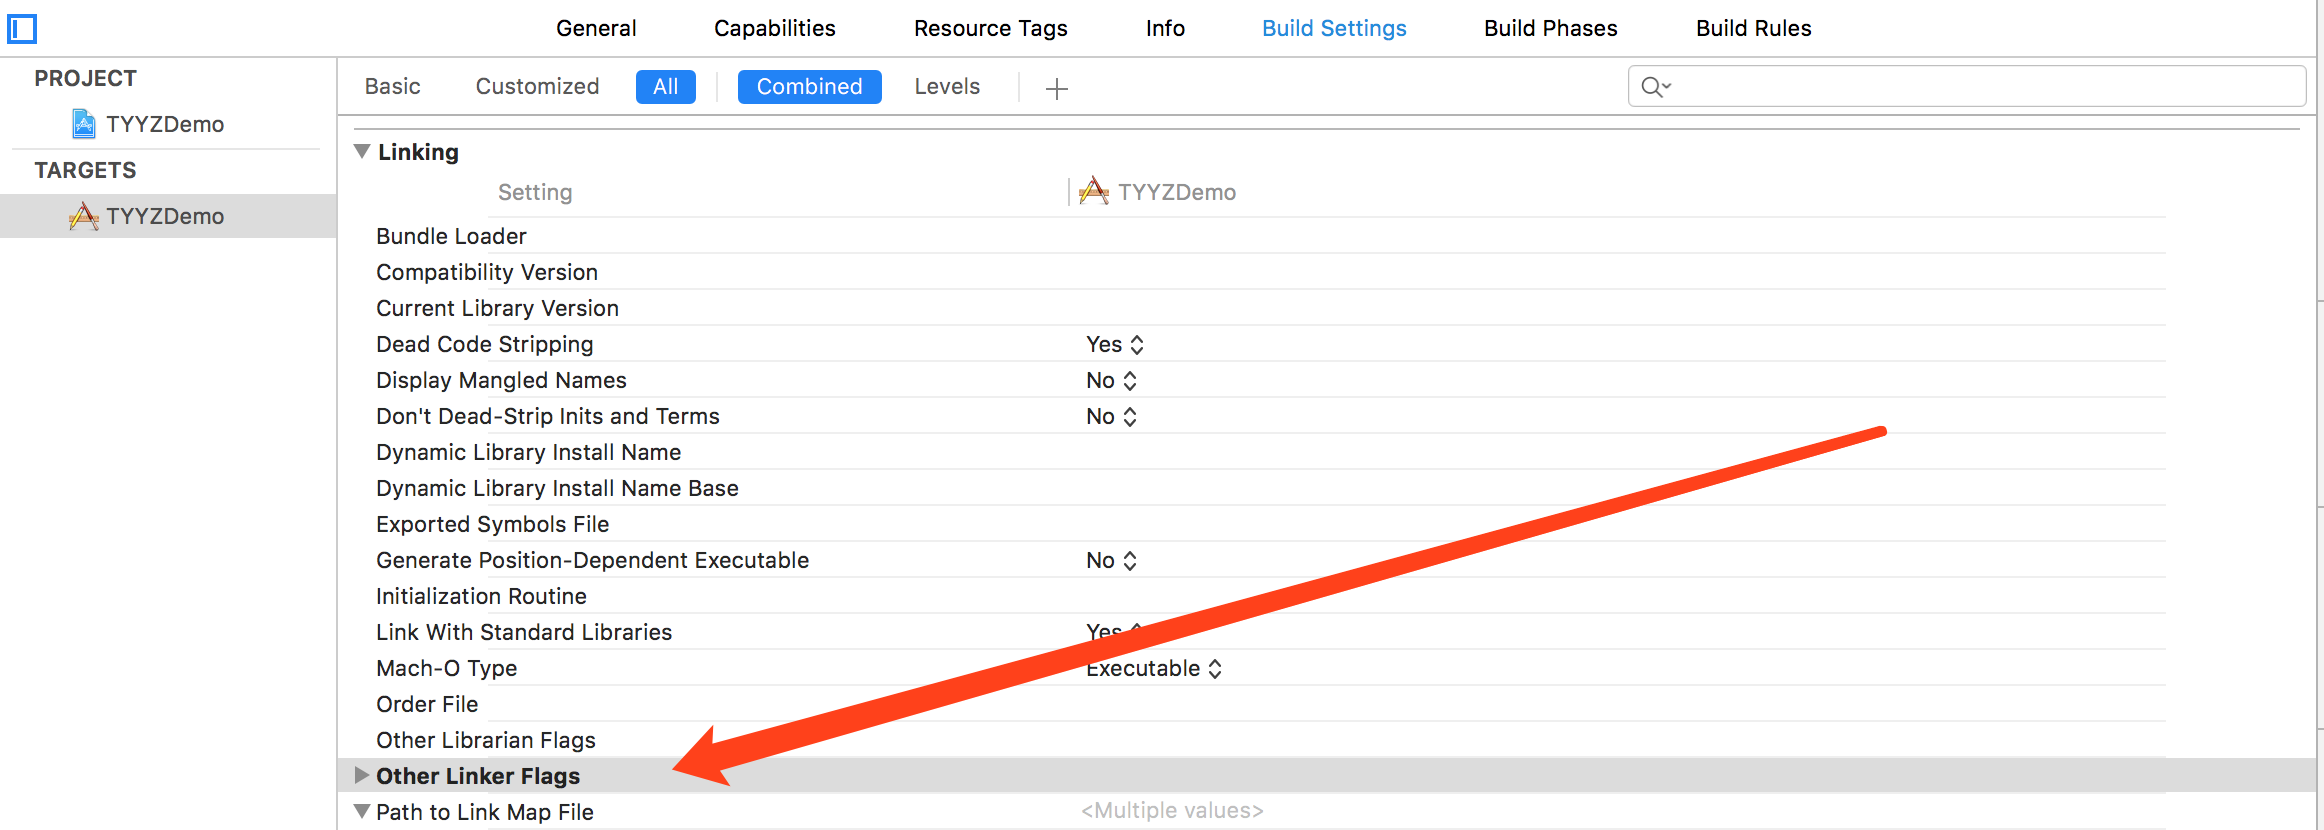 General Capabilities Resource Tags Info Build Settings Build Phases Build Rules
PROJECT
TYYZDemo
TARGETS
TYYZDemo
Basic Customized All Combined Levels
Linking
Setting TYYZDemo
Bundle Loader
Compatibility Version
Current Library Version
Dead Code Stripping Yes
Display Mangled Names No
Don't Dead-Strip Inits and Terms No
Dynamic Library Install Name
Dynamic Library Install Name Base
Exported Symbols File
Generate Position-Dependent Executable No
Initialization Routine
Link With Standard Libraries Yes
Mach-O Type Executable
Order File
Other Librarian Flags
Other Linker Flags
Path to Link Map File <Multiple values>